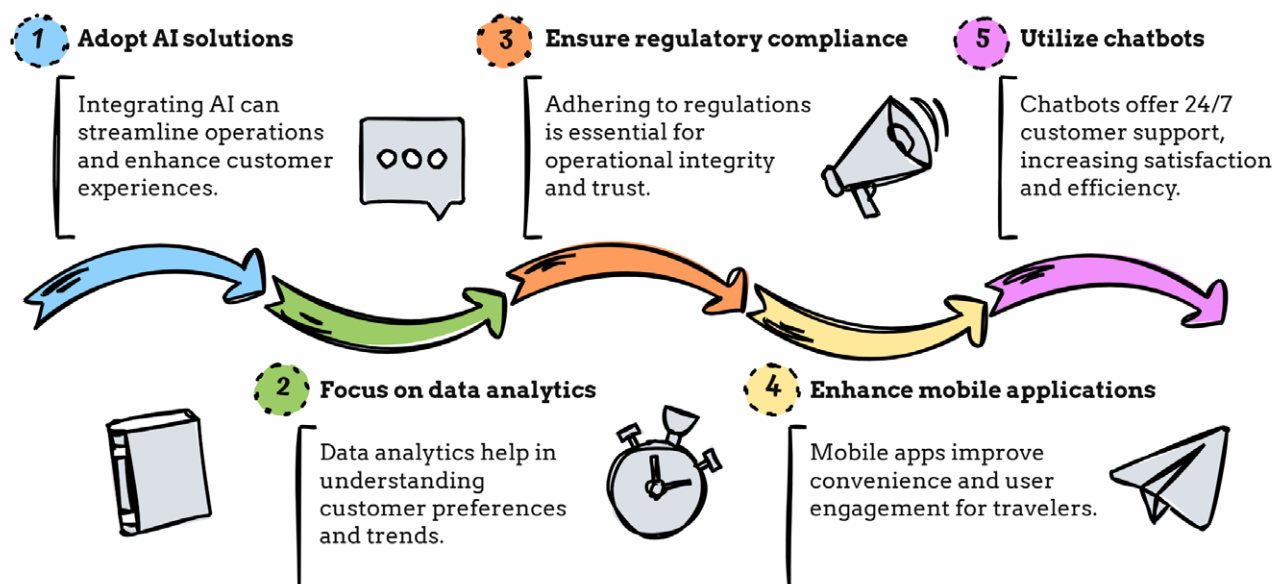 1
Adopt AI solutions
Integrating AI can
streamline operations
and enhance customer
experiences.
2
Focus on data analytics
Data analytics help in
understanding
customer preferences
and trends.
3
Ensure regulatory compliance
Adhering to regulations
is essential for
operational integrity
and trust.
4
Enhance mobile applications
Mobile apps improve
convenience and user
engagement for travelers.
5
Utilize chatbots
Chatbots offer 24/7
customer support,
increasing satisfaction
and efficiency.